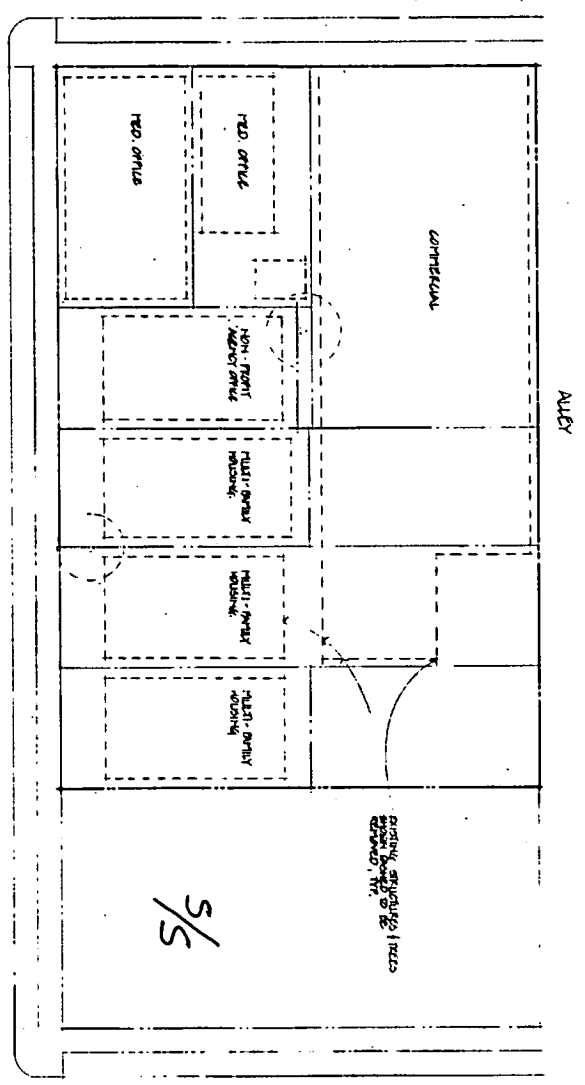 ALLEY
COMMERCIAL
MED. OFFICE
MED. OFFICE
NON-PROFIT
AGENCY OFFICE
MULTI-FAMILY
HOUSING
MULTI-FAMILY
HOUSING
MULTI-FAMILY
HOUSING
EXISTING STRUCTURES / TREES
SHOWN DASHED TO BE
REMOVED, TYP.
S/S